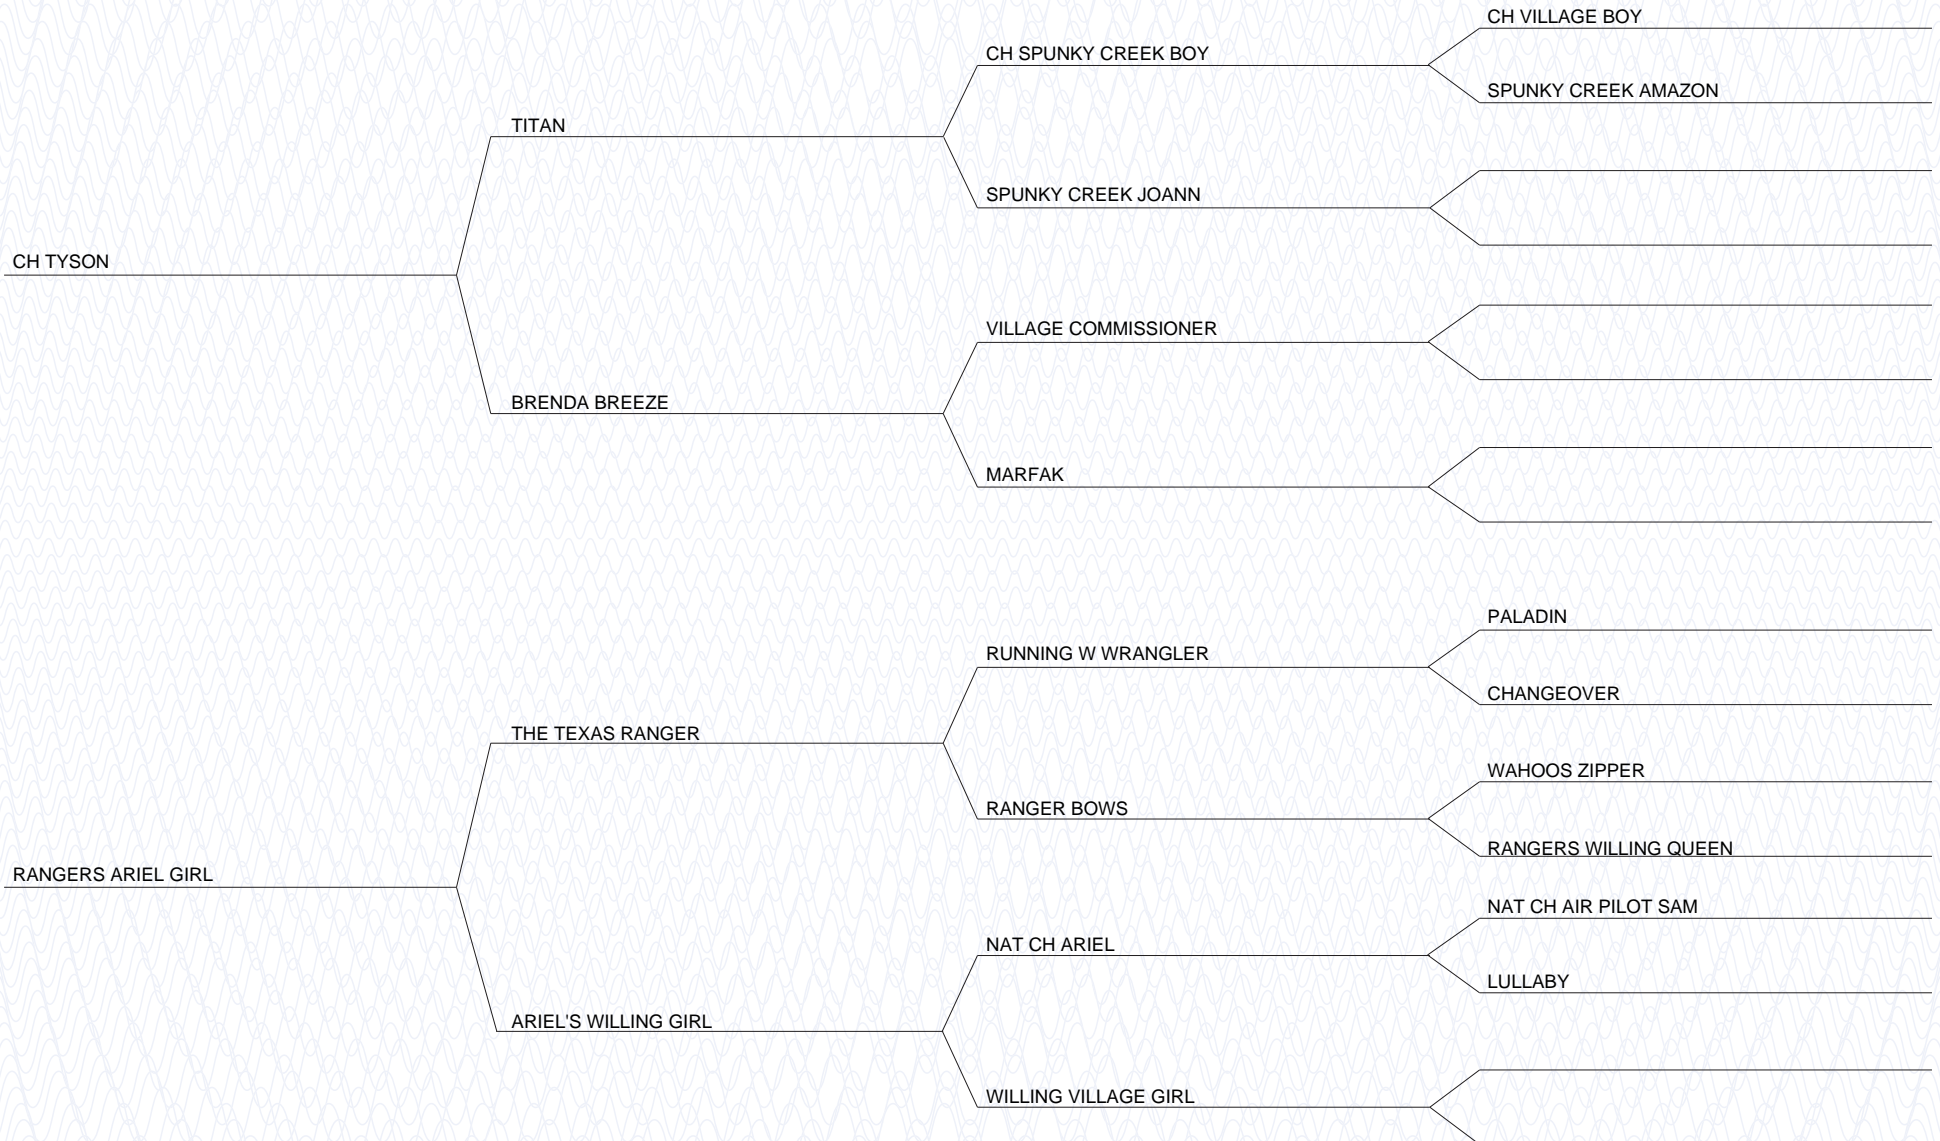 CH VILLAGE BOY
CH SPUNKY CREEK BOY
SPUNKY CREEK AMAZON
TITAN
SPUNKY CREEK JOANN
CH TYSON
VILLAGE COMMISSIONER
BRENDA BREEZE
MARFAK
PALADIN
RUNNING W WRANGLER
CHANGEOVER
THE TEXAS RANGER
WAHOOS ZIPPER
RANGER BOWS
RANGERS WILLING QUEEN
RANGERS ARIEL GIRL
NAT CH AIR PILOT SAM
NAT CH ARIEL
LULLABY
ARIEL'S WILLING GIRL
WILLING VILLAGE GIRL